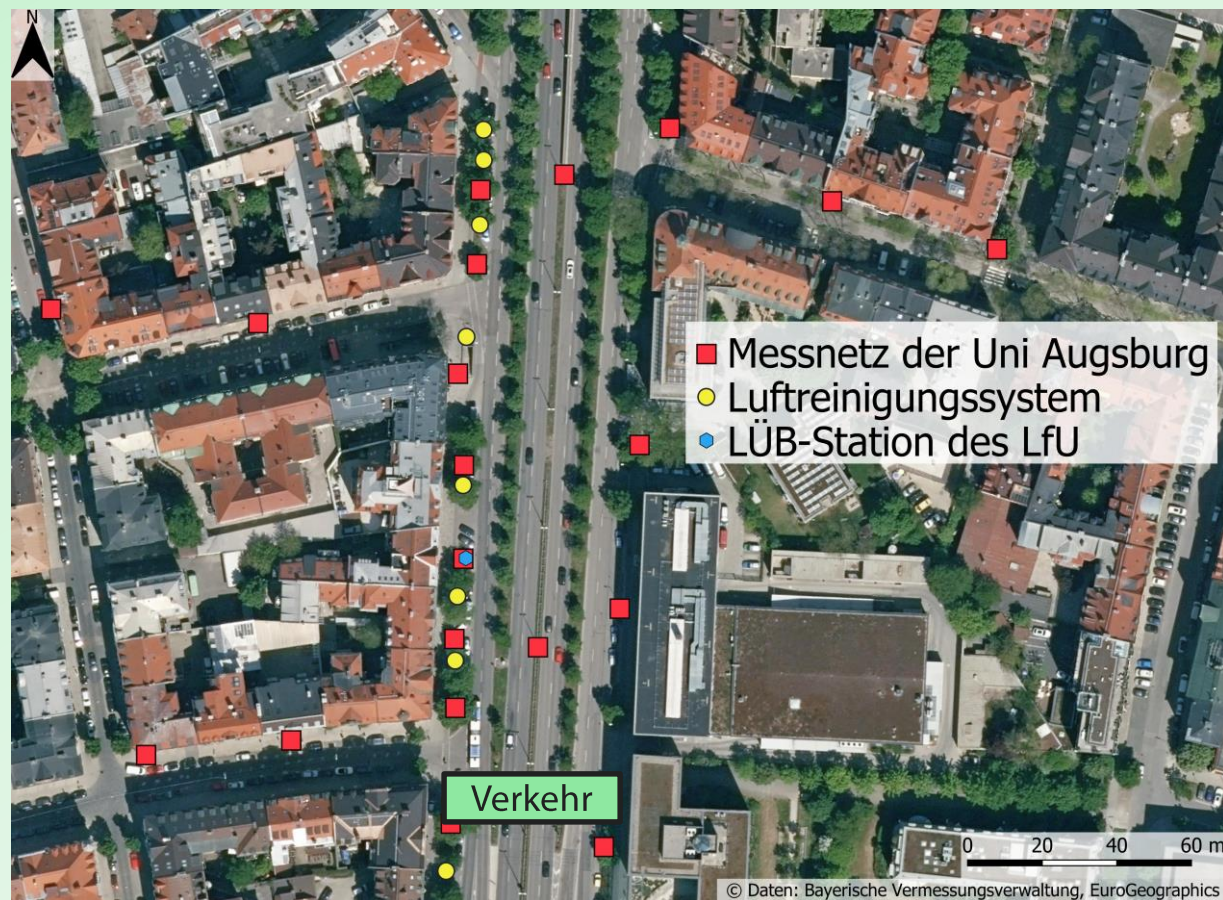 N
Messnetz der Uni Augsburg
Luftreinigungssystem
LÜB-Station des LfU
Verkehr
0 20 40 60 m
© Daten: Bayerische Vermessungsverwaltung, EuroGeographics